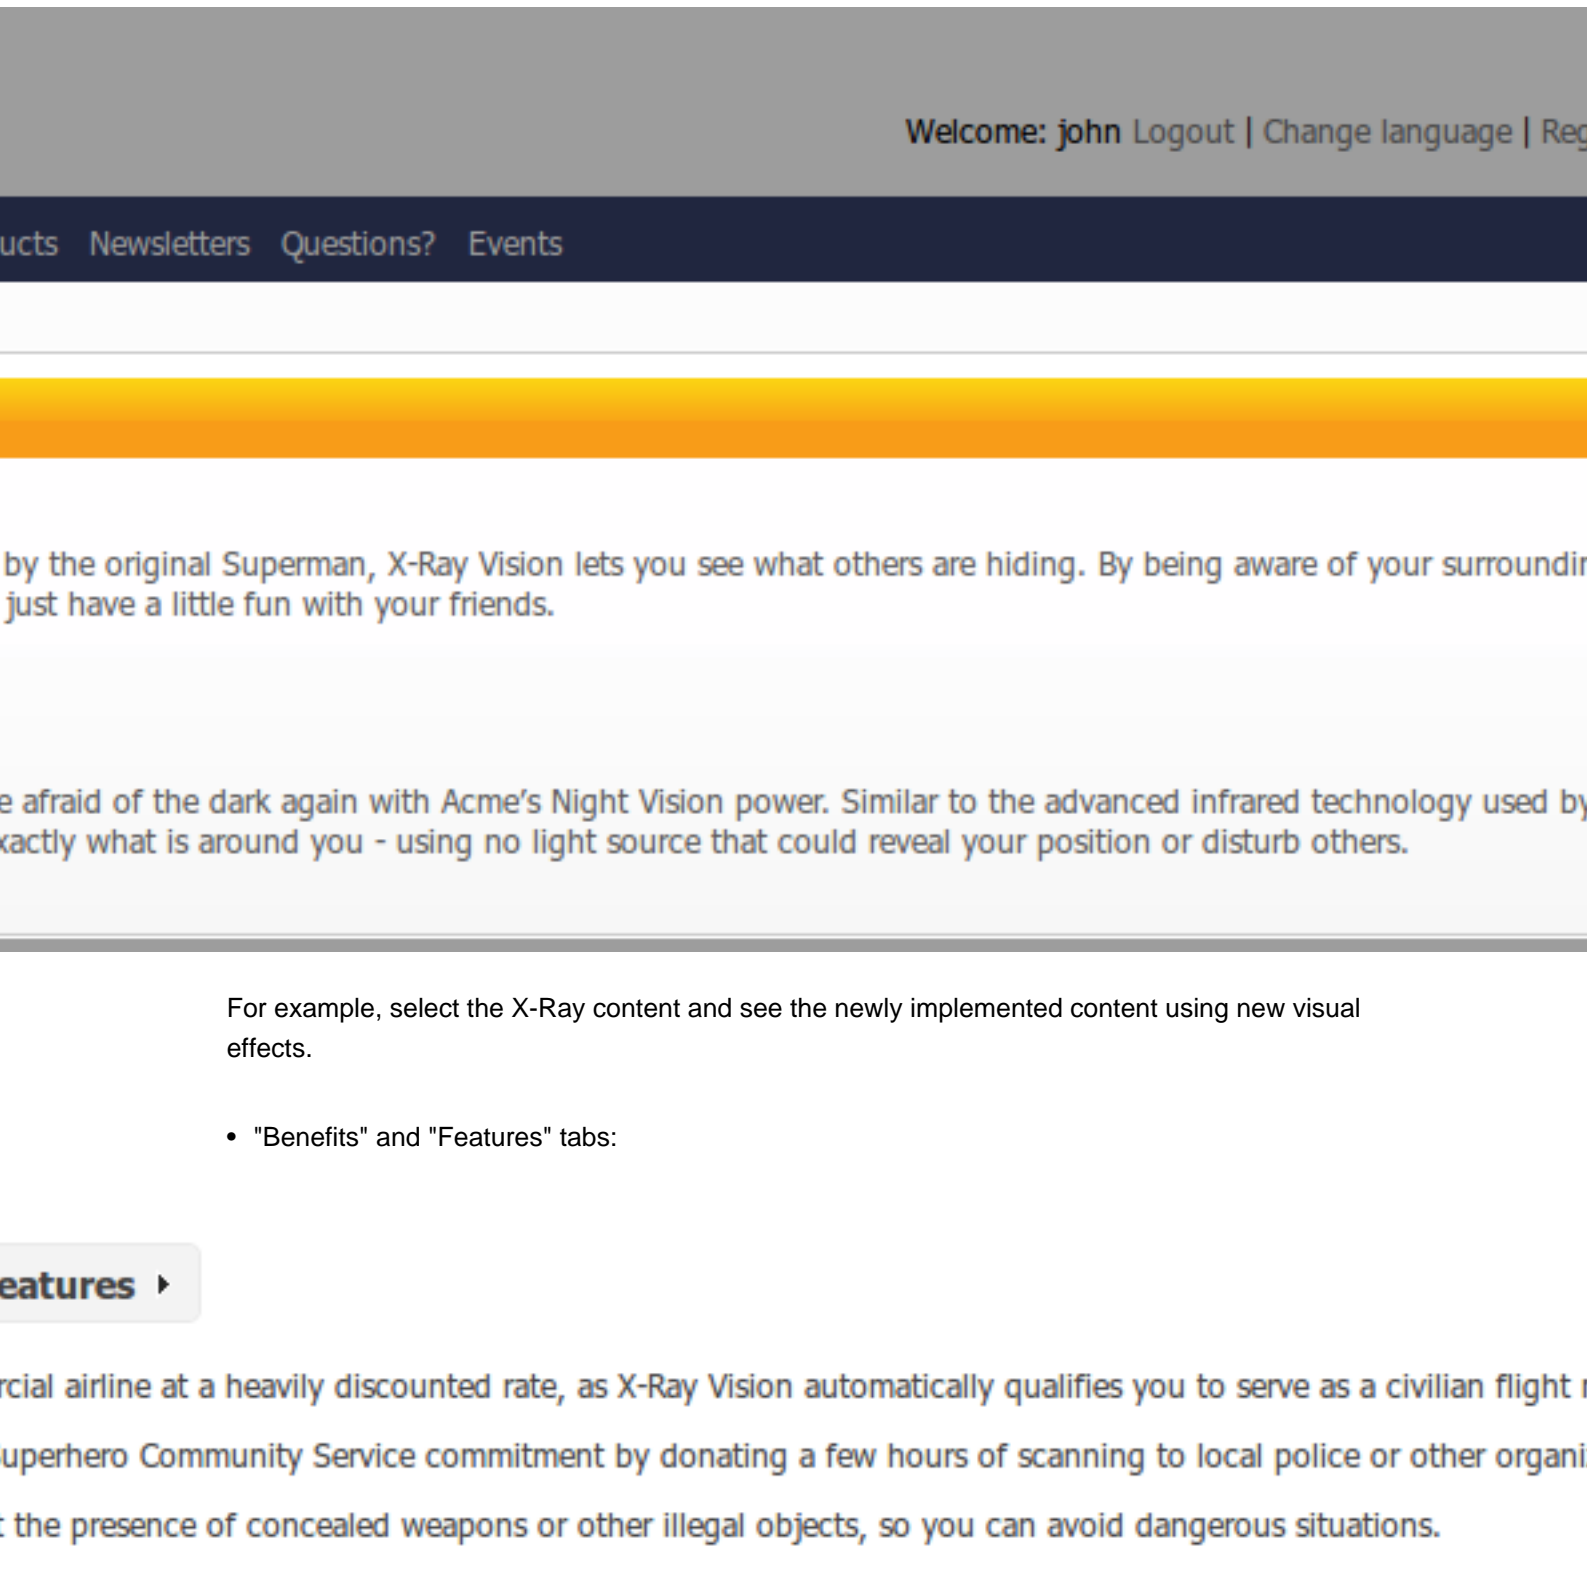 Welcome: john Logout | Change language |
Newsletters Questions? Events
by the original Superman, X-Ray Vision lets you see what others are hiding. By being aware of your
just have a little fun with your friends.
afraid of the dark again with Acme's Night Vision power. Similar to the advanced infrared technology used by
what is around you - using no light source that could reveal your position or disturb others.
For example, select the X-Ray content and see the newly implemented content using new visual
effects.
• "Benefits" and "Features" tabs:
eatures
rcial airline at a heavily discounted rate, as X-Ray Vision automatically qualifies you to serve as a civilian flight
Superhero Community Service commitment by donating a few hours of scanning to local police or other
the presence of concealed weapons or other illegal objects, so you can avoid dangerous situations.